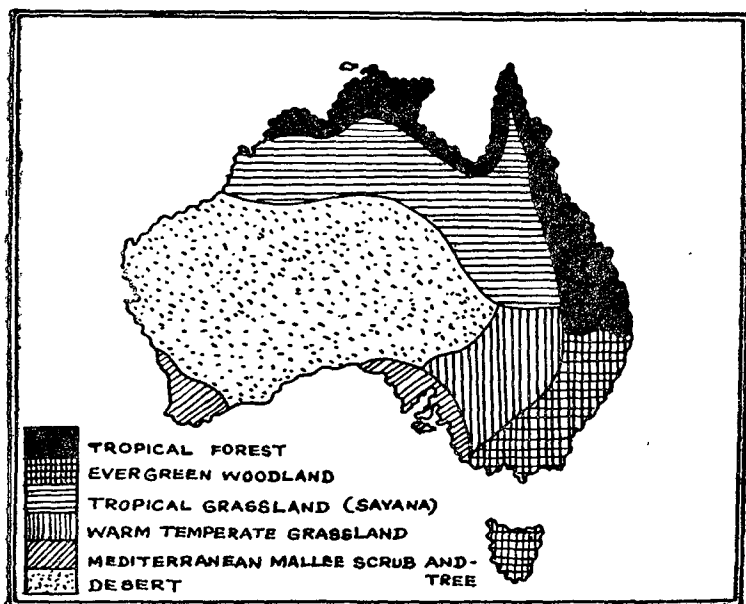 TROPICAL FOREST
EVERGREEN WOODLAND
TROPICAL GRASSLAND (SAVANA)
WARM TEMPERATE GRASSLAND
MEDITERRANEAN MALLEE SCRUB AND-
TREE
DESERT